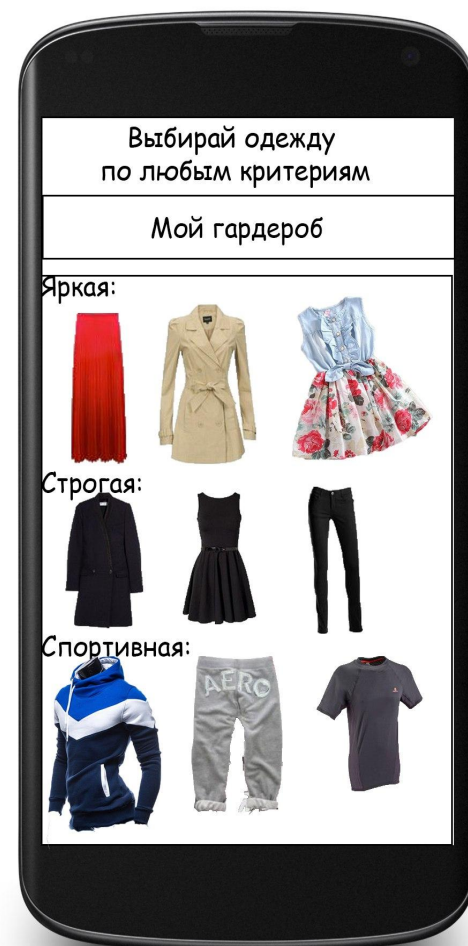 Выбирай одежду
по любым критериям
Мой гардероб
Яркая:
Строгая:
Спортивная:
AERO